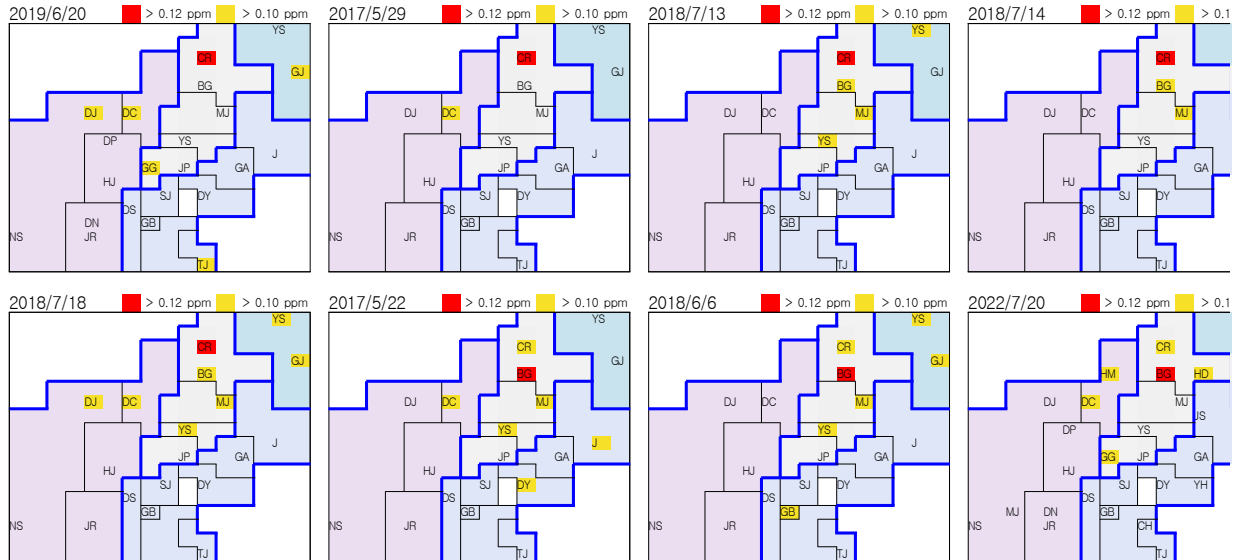 2019/6/20 > 0.12 ppm > 0.10 ppm
YS
CR
GJ
BG
DJ DC MJ
DP YS
J
GG JP GA
HJ
SJ DY
DS
DN GB
NS JR
TJ
2017/5/29 > 0.12 ppm > 0.10 ppm
YS
CR
GJ
BG
DJ DC MJ
YS
J
JP GA
HJ
SJ DY
DS
GB
NS JR
TJ
2018/7/13 > 0.12 ppm > 0.10 ppm
YS
CR
GJ
BG
DJ DC MJ
YS
J
JP GA
HJ
SJ DY
DS
GB
NS JR
TJ
2018/7/14 > 0.12 ppm > 0.1
CR
BG
DJ DC MJ
YS
JP GA
HJ
SJ DY
DS
GB
NS JR
TJ
2018/7/18 > 0.12 ppm > 0.10 ppm
YS
CR
GJ
BG
DJ DC MJ
YS
J
JP GA
HJ
SJ DY
DS
GB
NS JR
TJ
2017/5/22 > 0.12 ppm > 0.10 ppm
YS
CR
GJ
BG
DJ DC MJ
YS
J
JP GA
HJ
SJ DY
DS
GB
NS JR
TJ
2018/6/6 > 0.12 ppm > 0.10 ppm
YS
CR
GJ
BG
DJ DC MJ
YS
J
JP GA
HJ
SJ DY
DS
GB
NS JR
TJ
2022/7/20 > 0.12 ppm > 0.1
CR
HM BG HD
DJ DC MJ
JS
DP YS
GG JP GA
HJ
SJ DY YH
DS
MJ DN GB
NS JR CH
TJ